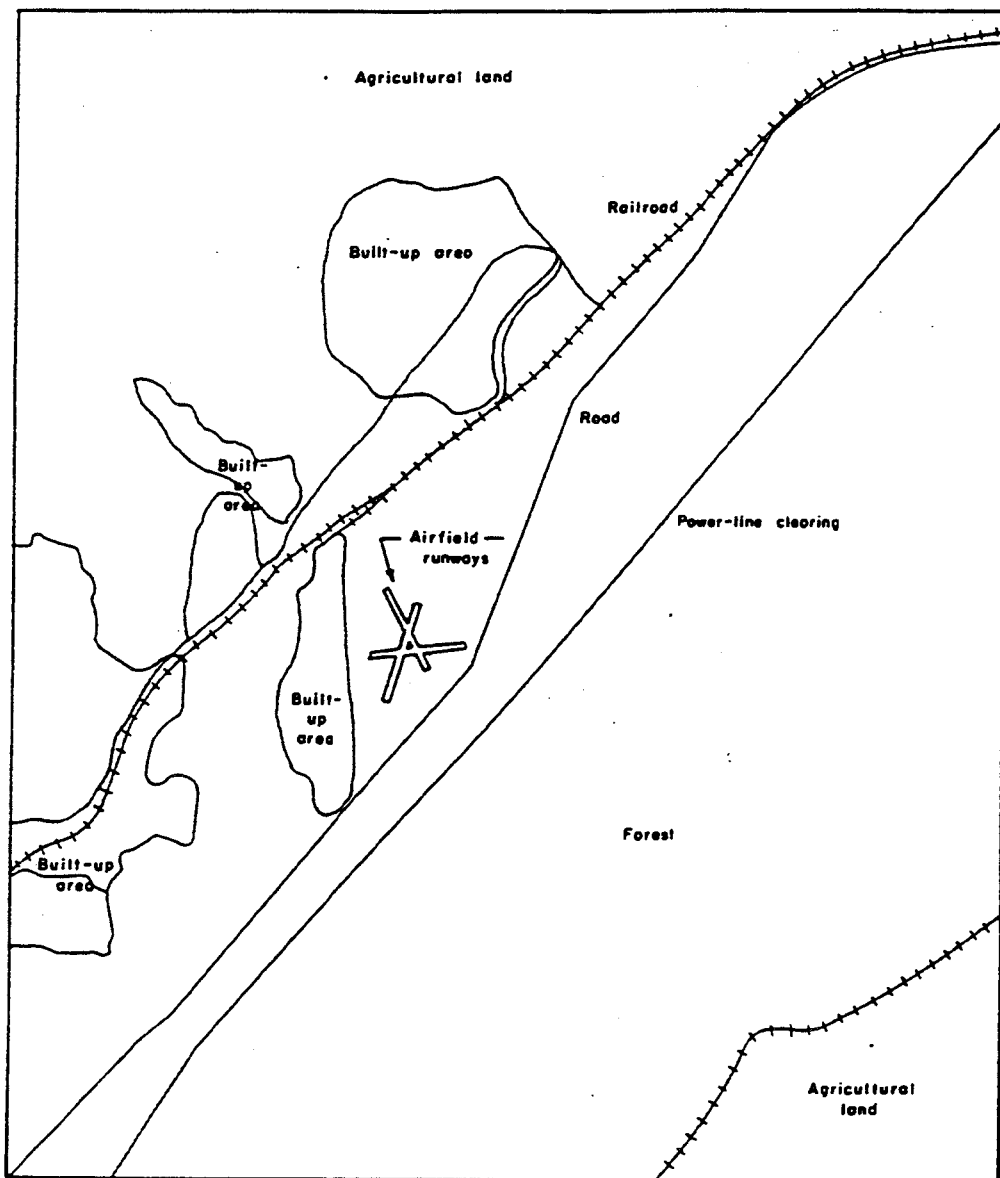 Agricultural land
Railroad
Built-up area
Road
Built-
up
area
Power-line clearing
Airfield
runways
Built-
up
area
Forest
Built-up
area
Agricultural
land